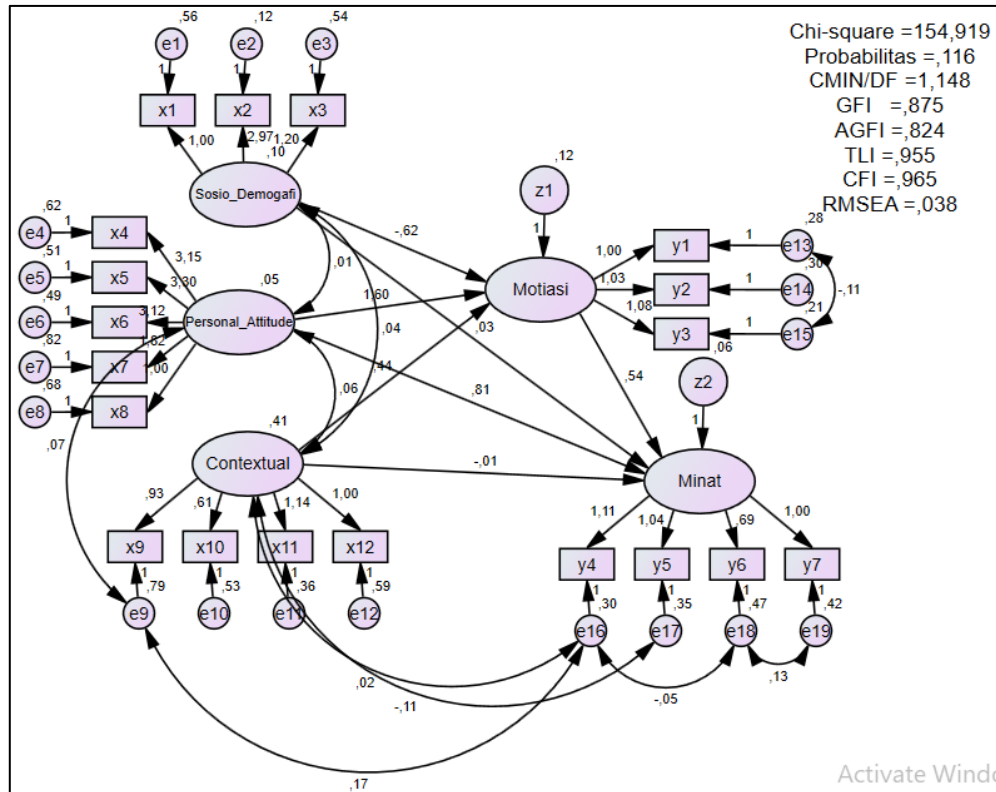 Chi-square =154,919
Probabilitas =,116
CMIN/DF =1,148
GFI =,875
AGFI =,824
TLI =,955
CFI =,965
RMSEA =,038
,56 ,12 ,54
e1 e2 e3
1 1 1
x1 x2 x3
1,00 2,97 1,20
,10
Sosio_Demogafi
,12
z1
1
,62
e4 1 x4
,51
e5 1 x5
,49
e6 1 x6
,82
e7 1 x7
,68
e8 1 x8
3,15
3,30
3,12
1,82
1,00
,05
Personal_Attitude
-,62
,01
1,60
,04
,03
,44
,06
,81
,07
Motiasi
1,00
1,03
1,08
y1 1 e13 ,28
y2 1 e14 ,30
y3 1 e15 ,21
-,11
,06
z2
1
,54
,41
Contextual
-,01
Minat
,93 ,61 1,14 1,00
x9 x10 x11 x12
1 1 1 1
,79 ,53 ,36 ,59
e9 e10 e11 e12
1,11 1,04 ,69 1,00
y4 y5 y6 y7
1 1 1 1
,30 ,35 ,47 ,42
e16 e17 e18 e19
,02
-,11
-,05
,13
,17
Activate Windo